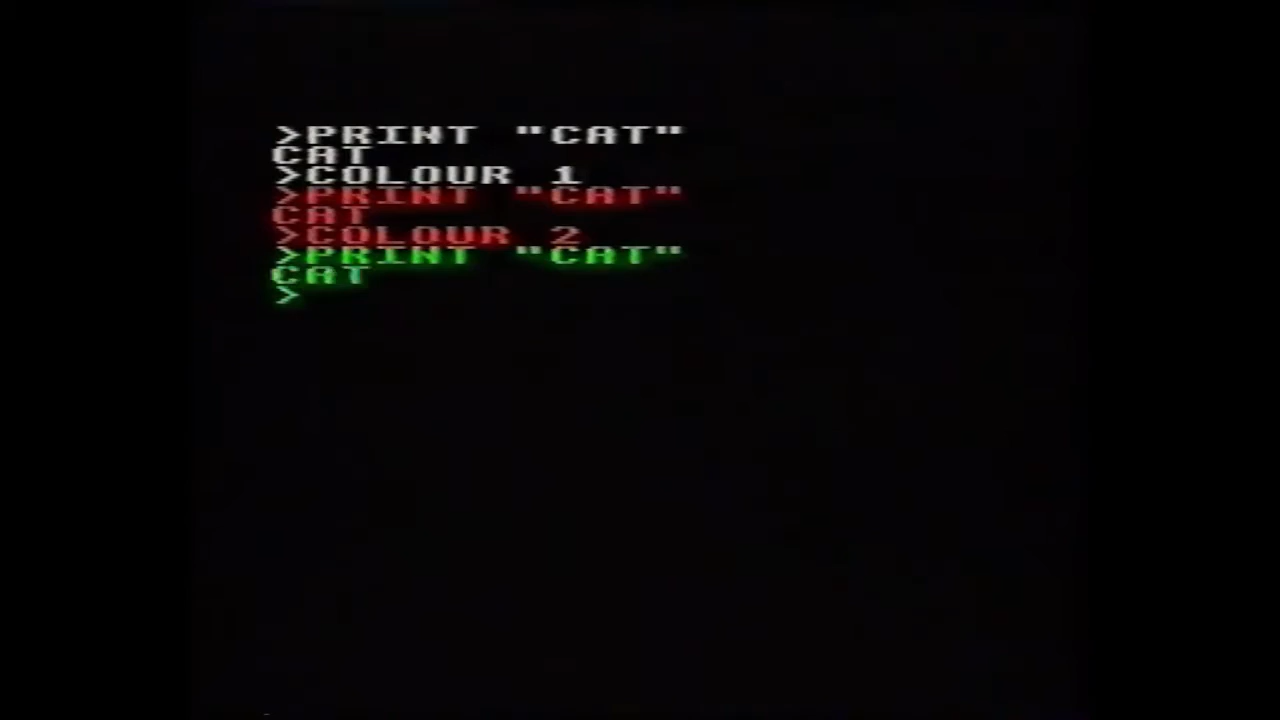 >PRINT "CAT"
CAT
>COLOUR 1
>PRINT "CAT"
CAT
>COLOUR 2
>PRINT "CAT"
CAT
>